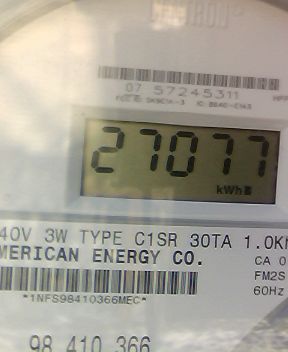 07 57245311
27077
kWh
40V 3W TYPE C1SR 30TA 1.0K
MERICAN ENERGY CO.
CA 0
FM2S
*1NFS98410366MEC*
60Hz
98 410 366